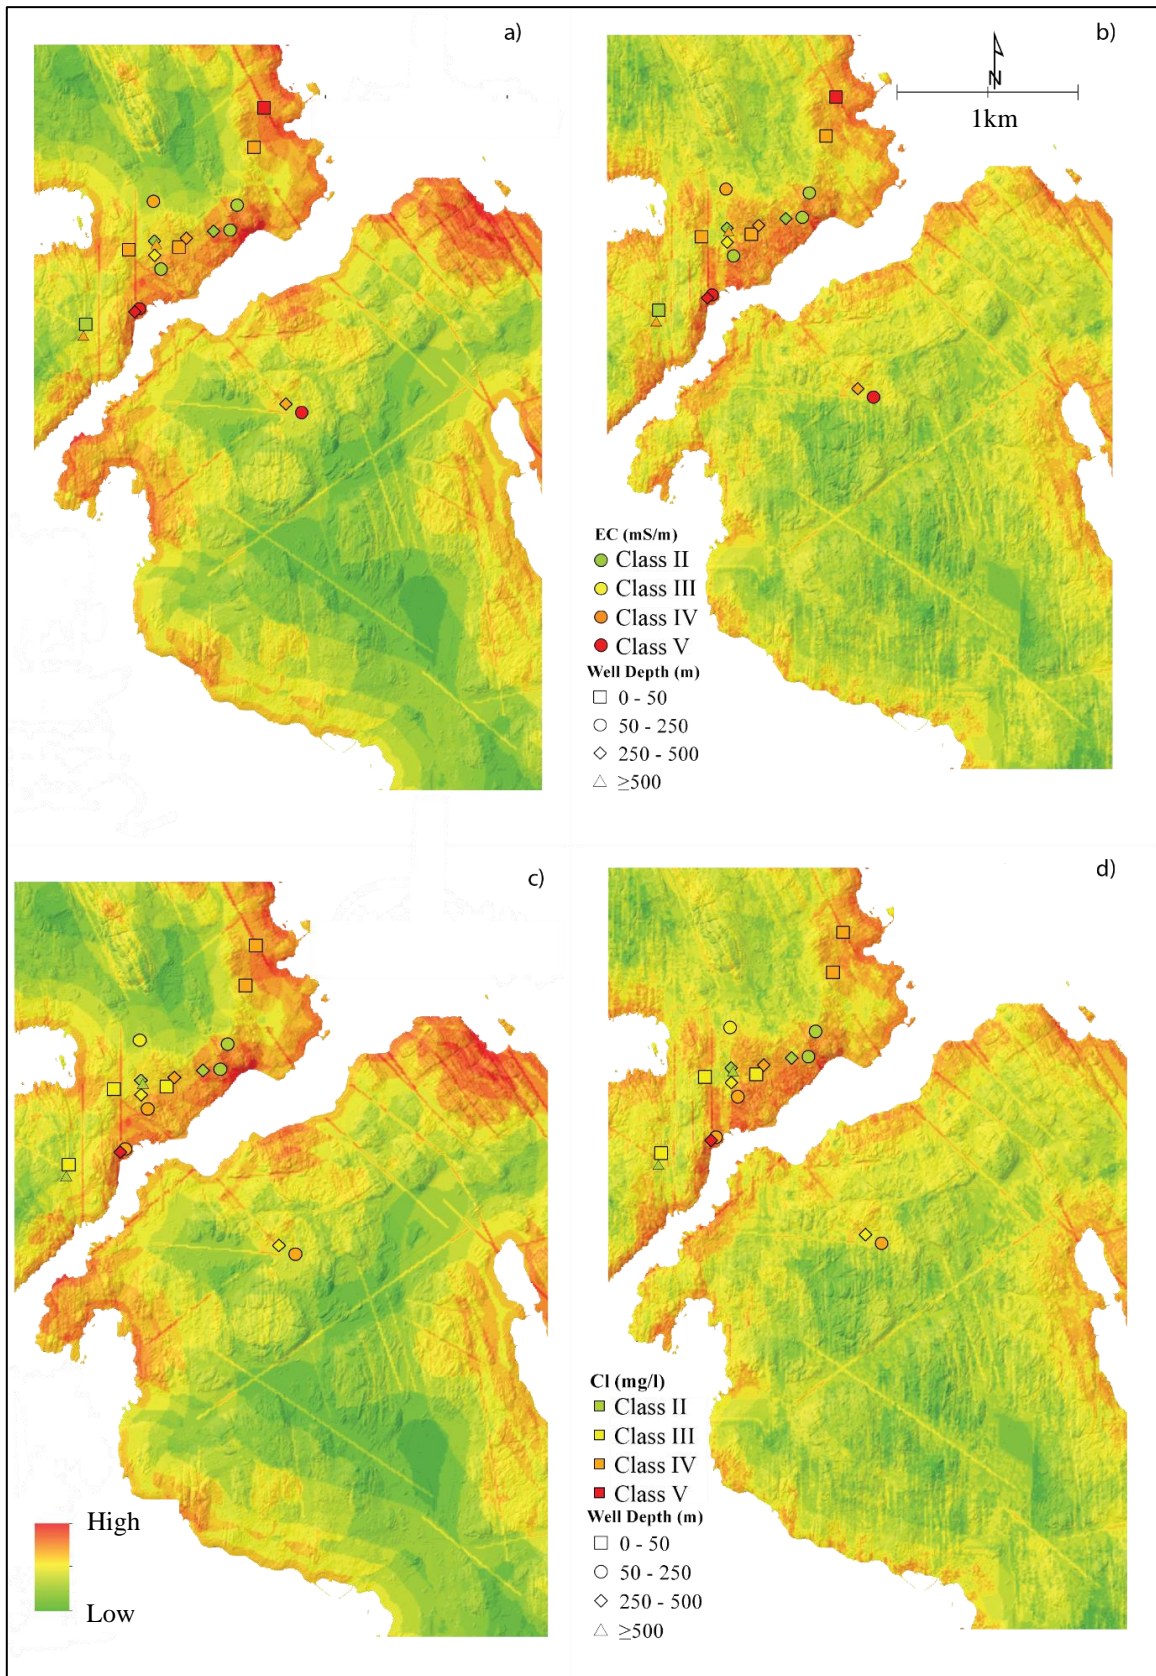 a)
b)
N
1km
EC (mS/m)
Class II
Class III
Class IV
Class V
Well Depth (m)
0 - 50
50 - 250
250 - 500
≥500
c)
d)
High
Low
Cl (mg/l)
Class II
Class III
Class IV
Class V
Well Depth (m)
0 - 50
50 - 250
250 - 500
≥500